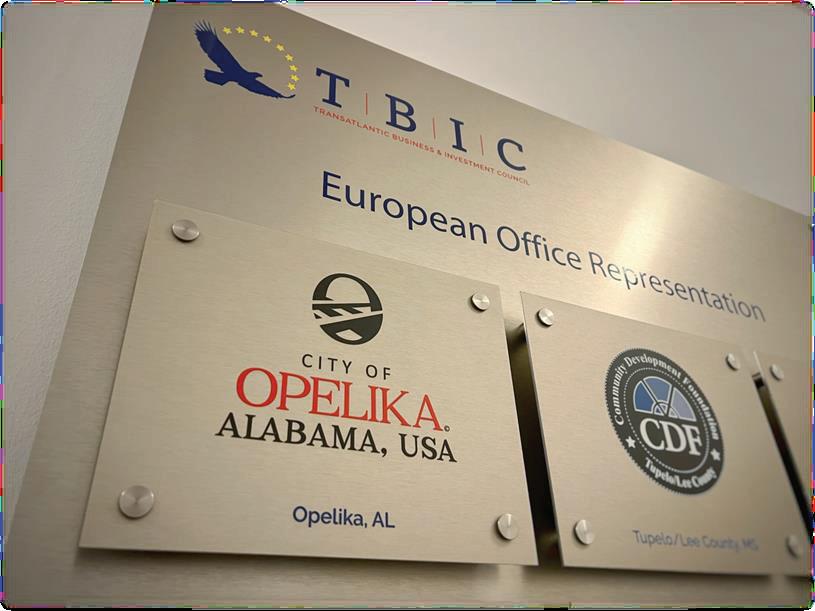 T | B | I | C
TRANSATLANTIC BUSINESS & INVESTMENT COUNCIL
European Office Representation
CITY OF
OPELIKA©
ALABAMA, USA
Opelika, AL
Community Development Foundation
CDF
Tupelo/Lee County
Tupelo/Lee County, MS